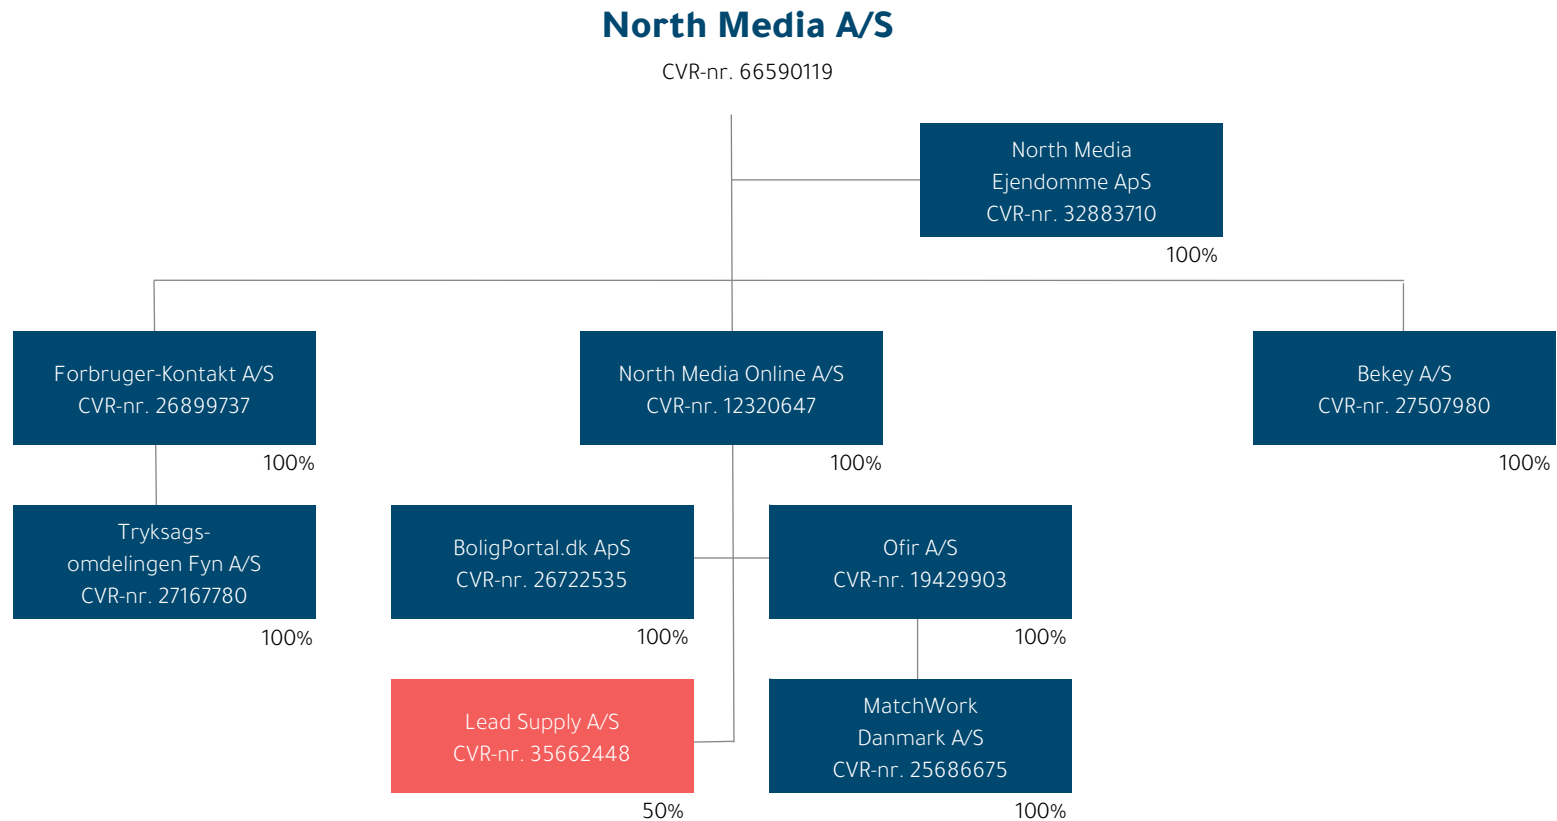 North Media A/S
CVR-nr. 66590119
North Media
Ejendomme ApS
CVR-nr. 32883710
100%
Forbruger-Kontakt A/S
CVR-nr. 26899737
100%
North Media Online A/S
CVR-nr. 12320647
100%
Bekey A/S
CVR-nr. 27507980
100%
Tryksags-
omdelingen Fyn A/S
CVR-nr. 27167780
100%
BoligPortal.dk ApS
CVR-nr. 26722535
100%
Ofir A/S
CVR-nr. 19429903
100%
Lead Supply A/S
CVR-nr. 35662448
50%
MatchWork
Danmark A/S
CVR-nr. 25686675
100%